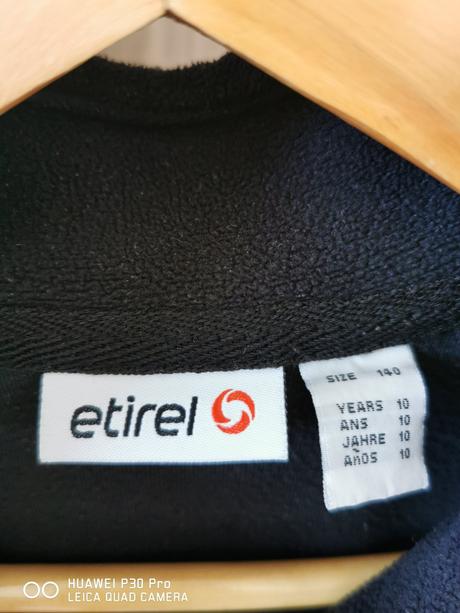 etirel
SIZE 140
YEARS 10
ANS 10
JAHRE 10
AÑOS 10
HUAWEI P30 Pro
LEICA QUAD CAMERA